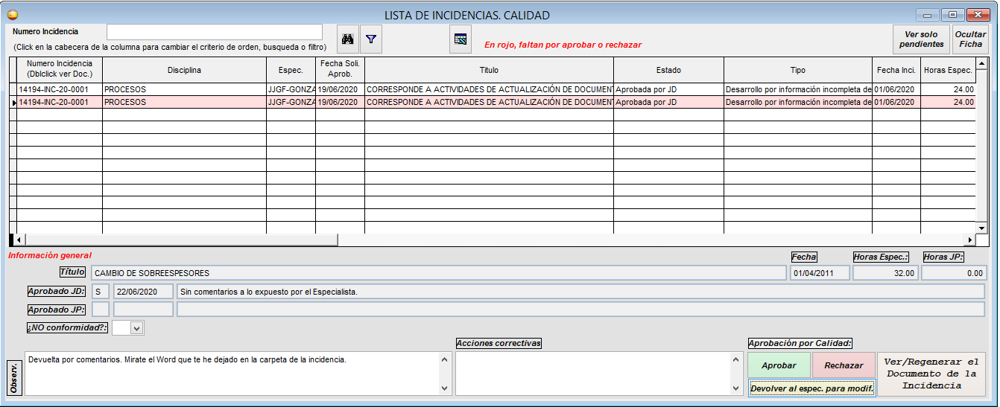 LISTA DE INCIDENCIAS. CALIDAD
Numero Incidencia
(Click en la cabecera de la columna para cambiar el criterio de orden, busqueda o filtro)
En rojo, faltan por aprobar o rechazar
Ver solo pendientes
Ocultar Ficha
Numero Incidencia (Dblclick ver Doc.) Disciplina Espec. Fecha Soli. Aprob. Titulo Estado Tipo Fecha Inci. Horas Espec.
14194-INC-20-0001 PROCESOS JJGF-GONZA 19/06/2020 CORRESPONDE A ACTIVIDADES DE ACTUALIZACIÓN DE DOCUMENT Aprobada por JD Desarrollo por información incompleta de 01/06/2020 24.00
14194-INC-20-0001 PROCESOS JJGF-GONZA 19/06/2020 CORRESPONDE A ACTIVIDADES DE ACTUALIZACIÓN DE DOCUMENT Aprobada por JD Desarrollo por información incompleta de 01/06/2020 24.00
Información general
Fecha Horas Espec.: Horas JP:
Título CAMBIO DE SOBREESPESORES 01/04/2011 32.00 0.00
Aprobado JD: S 22/06/2020 Sin comentarios a lo expuesto por el Especialista.
Aprobado JP:
¿NO conformidad?:
Acciones correctivas
Aprobación por Calidad:
Observ.
Devuelta por comentarios. Mirate el Word que te he dejado en la carpeta de la incidencia.
Aprobar
Rechazar
Devolver al espec. para modif.
Ver/Regenerar el
Documento de la
Incidencia